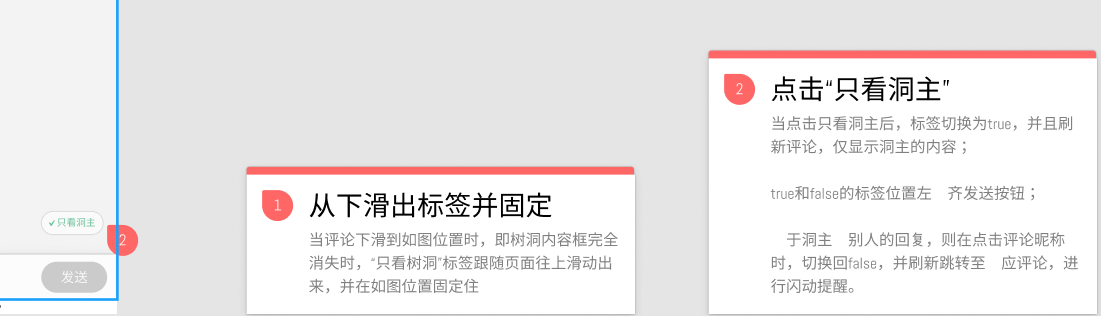 ✓只看洞主
2
发送
1
从下滑出标签并固定
当评论下滑到如图位置时，即树洞内容框完全
消失时，“只看树洞”标签跟随页面往上滑动出
来，并在如图位置固定住
2
点击“只看洞主”
当点击只看洞主后，标签切换为true，并且刷
新评论，仅显示洞主的内容；
true和false的标签位置左 齐发送按钮；
于洞主 别人的回复，则在点击评论昵称
时，切换回false，并刷新跳转至 应评论，进
行闪动提醒。